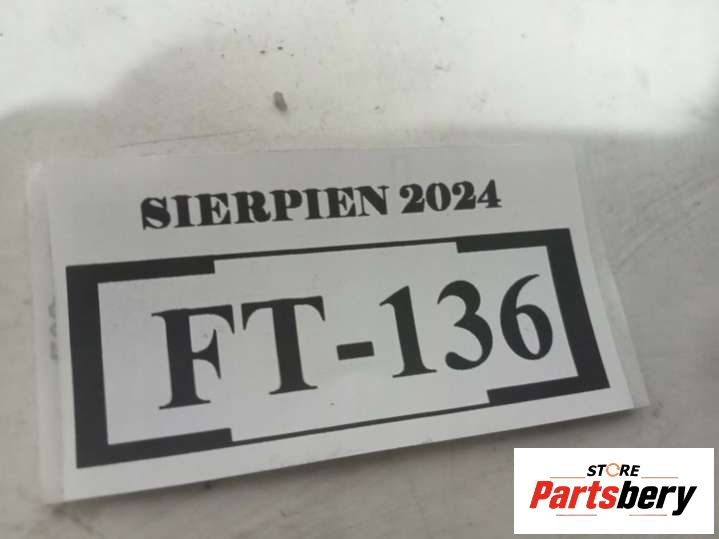 SIERPIEN 2024
FT-136
STORE
Partsbery